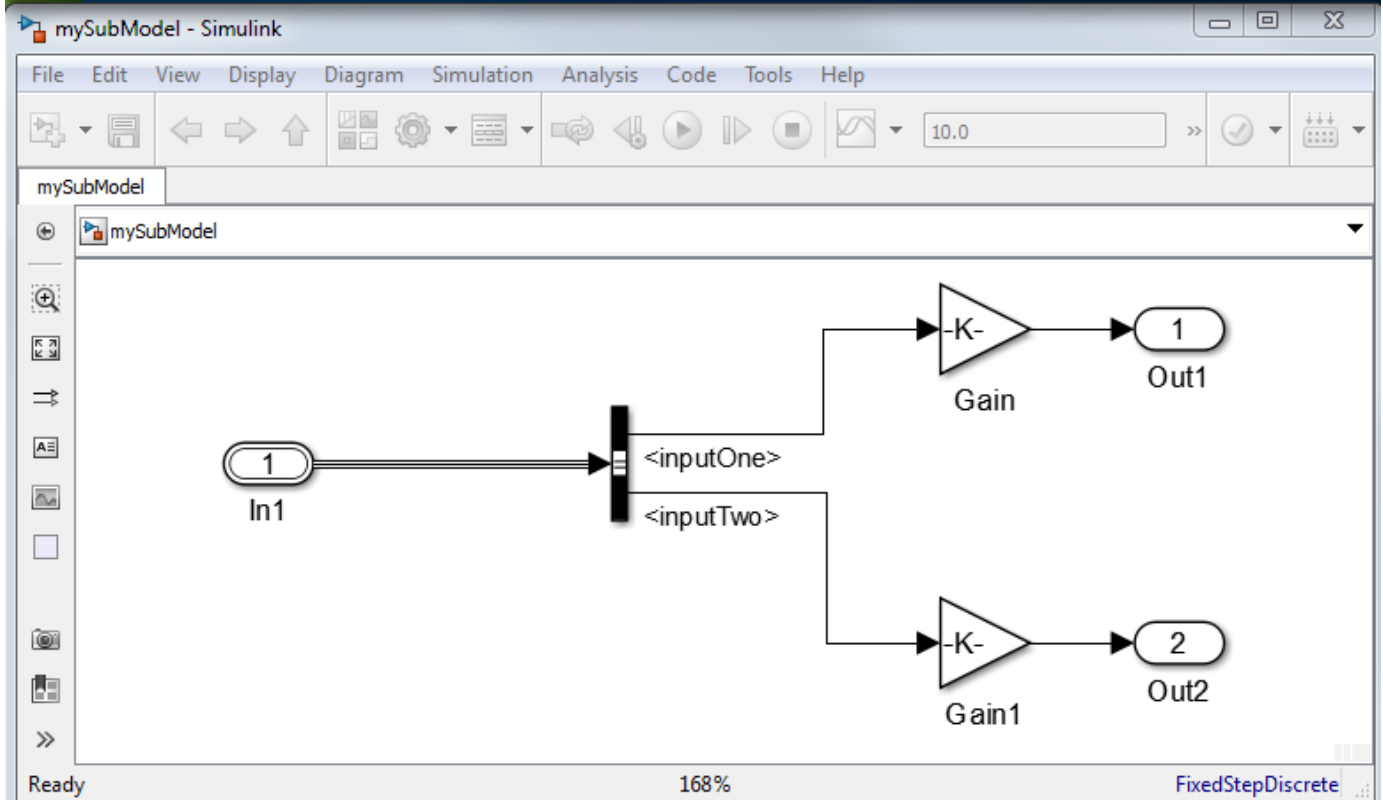 mySubModel - Simulink
File Edit View Display Diagram Simulation Analysis Code Tools Help
10.0
mySubModel
mySubModel
-K-
1
Gain
Out1
1
<inputOne>
In1
<inputTwo>
-K-
2
Gain1
Out2
Ready 168% FixedStepDiscrete